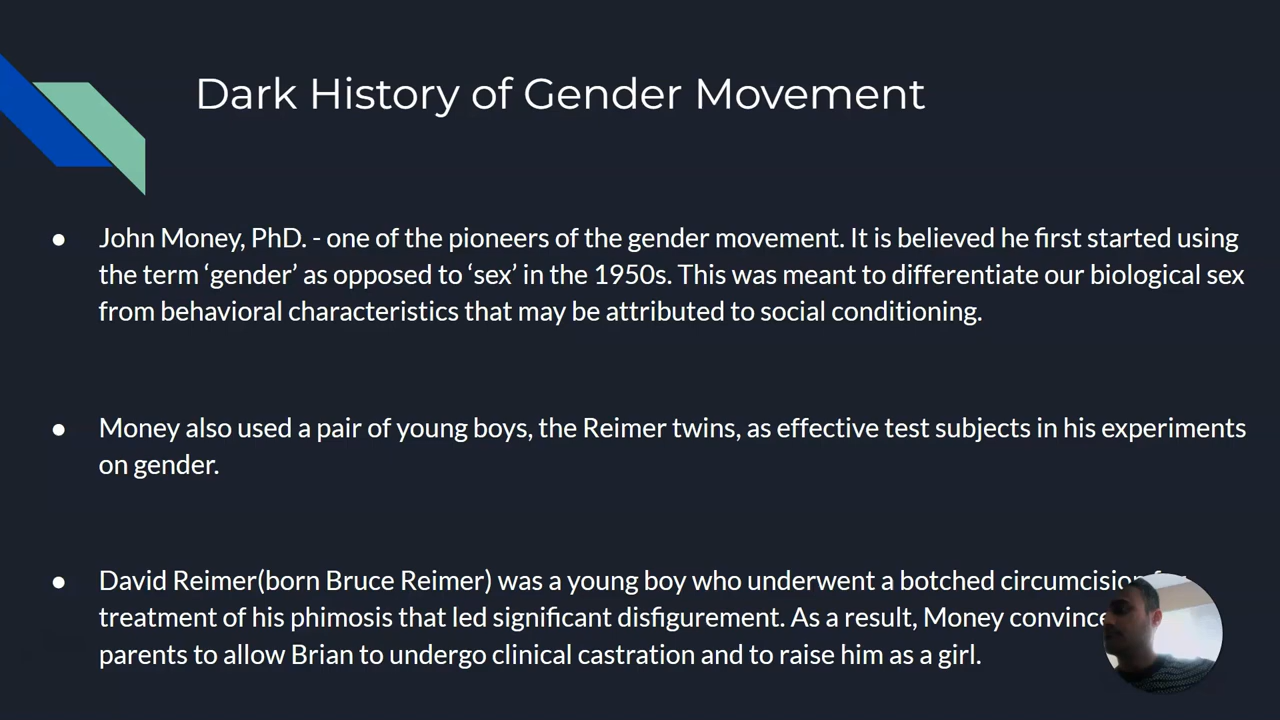 Dark History of Gender Movement
● John Money, PhD. - one of the pioneers of the gender movement. It is believed he first started using
the term ‘gender’ as opposed to ‘sex’ in the 1950s. This was meant to differentiate our biological sex
from behavioral characteristics that may be attributed to social conditioning.
● Money also used a pair of young boys, the Reimer twins, as effective test subjects in his experiments
on gender.
● David Reimer(born Bruce Reimer) was a young boy who underwent a botched circumcision
treatment of his phimosis that led significant disfigurement. As a result, Money
parents to allow Brian to undergo clinical castration and to raise him as a girl.